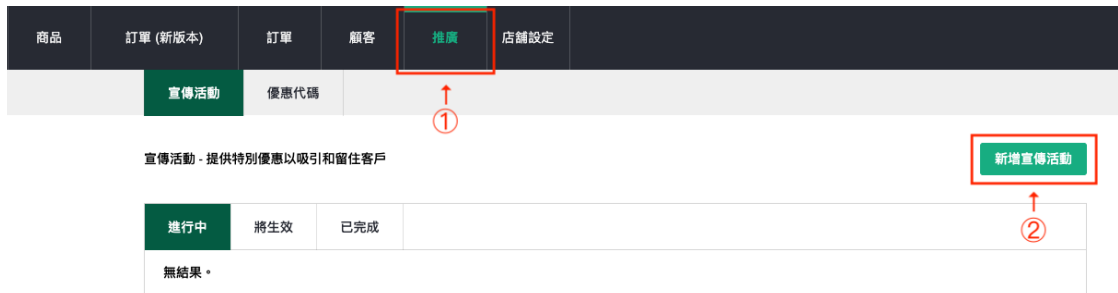 商品 訂單 (新版本) 訂單 顧客 推廣 店舖設定
宣傳活動 優惠代碼
①
宣傳活動 - 提供特別優惠以吸引和留住客戶 新增宣傳活動
進行中 將生效 已完成
②
無結果。